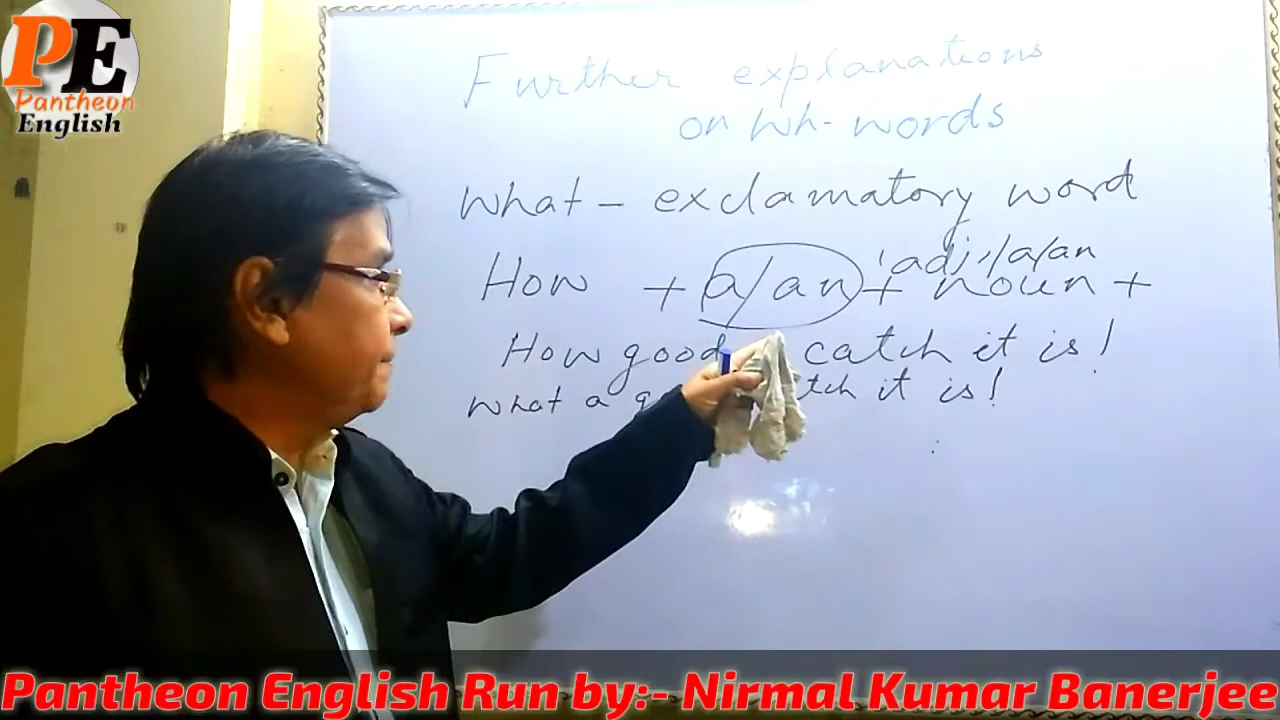 PE
Pantheon
English
Further explanations
on Wh- words
What - exclamatory word
'adj,/a/an
How + a/an + noun +
How good catch it is!
What a it is!
Pantheon English Run by:- Nirmal Kumar Banerjee